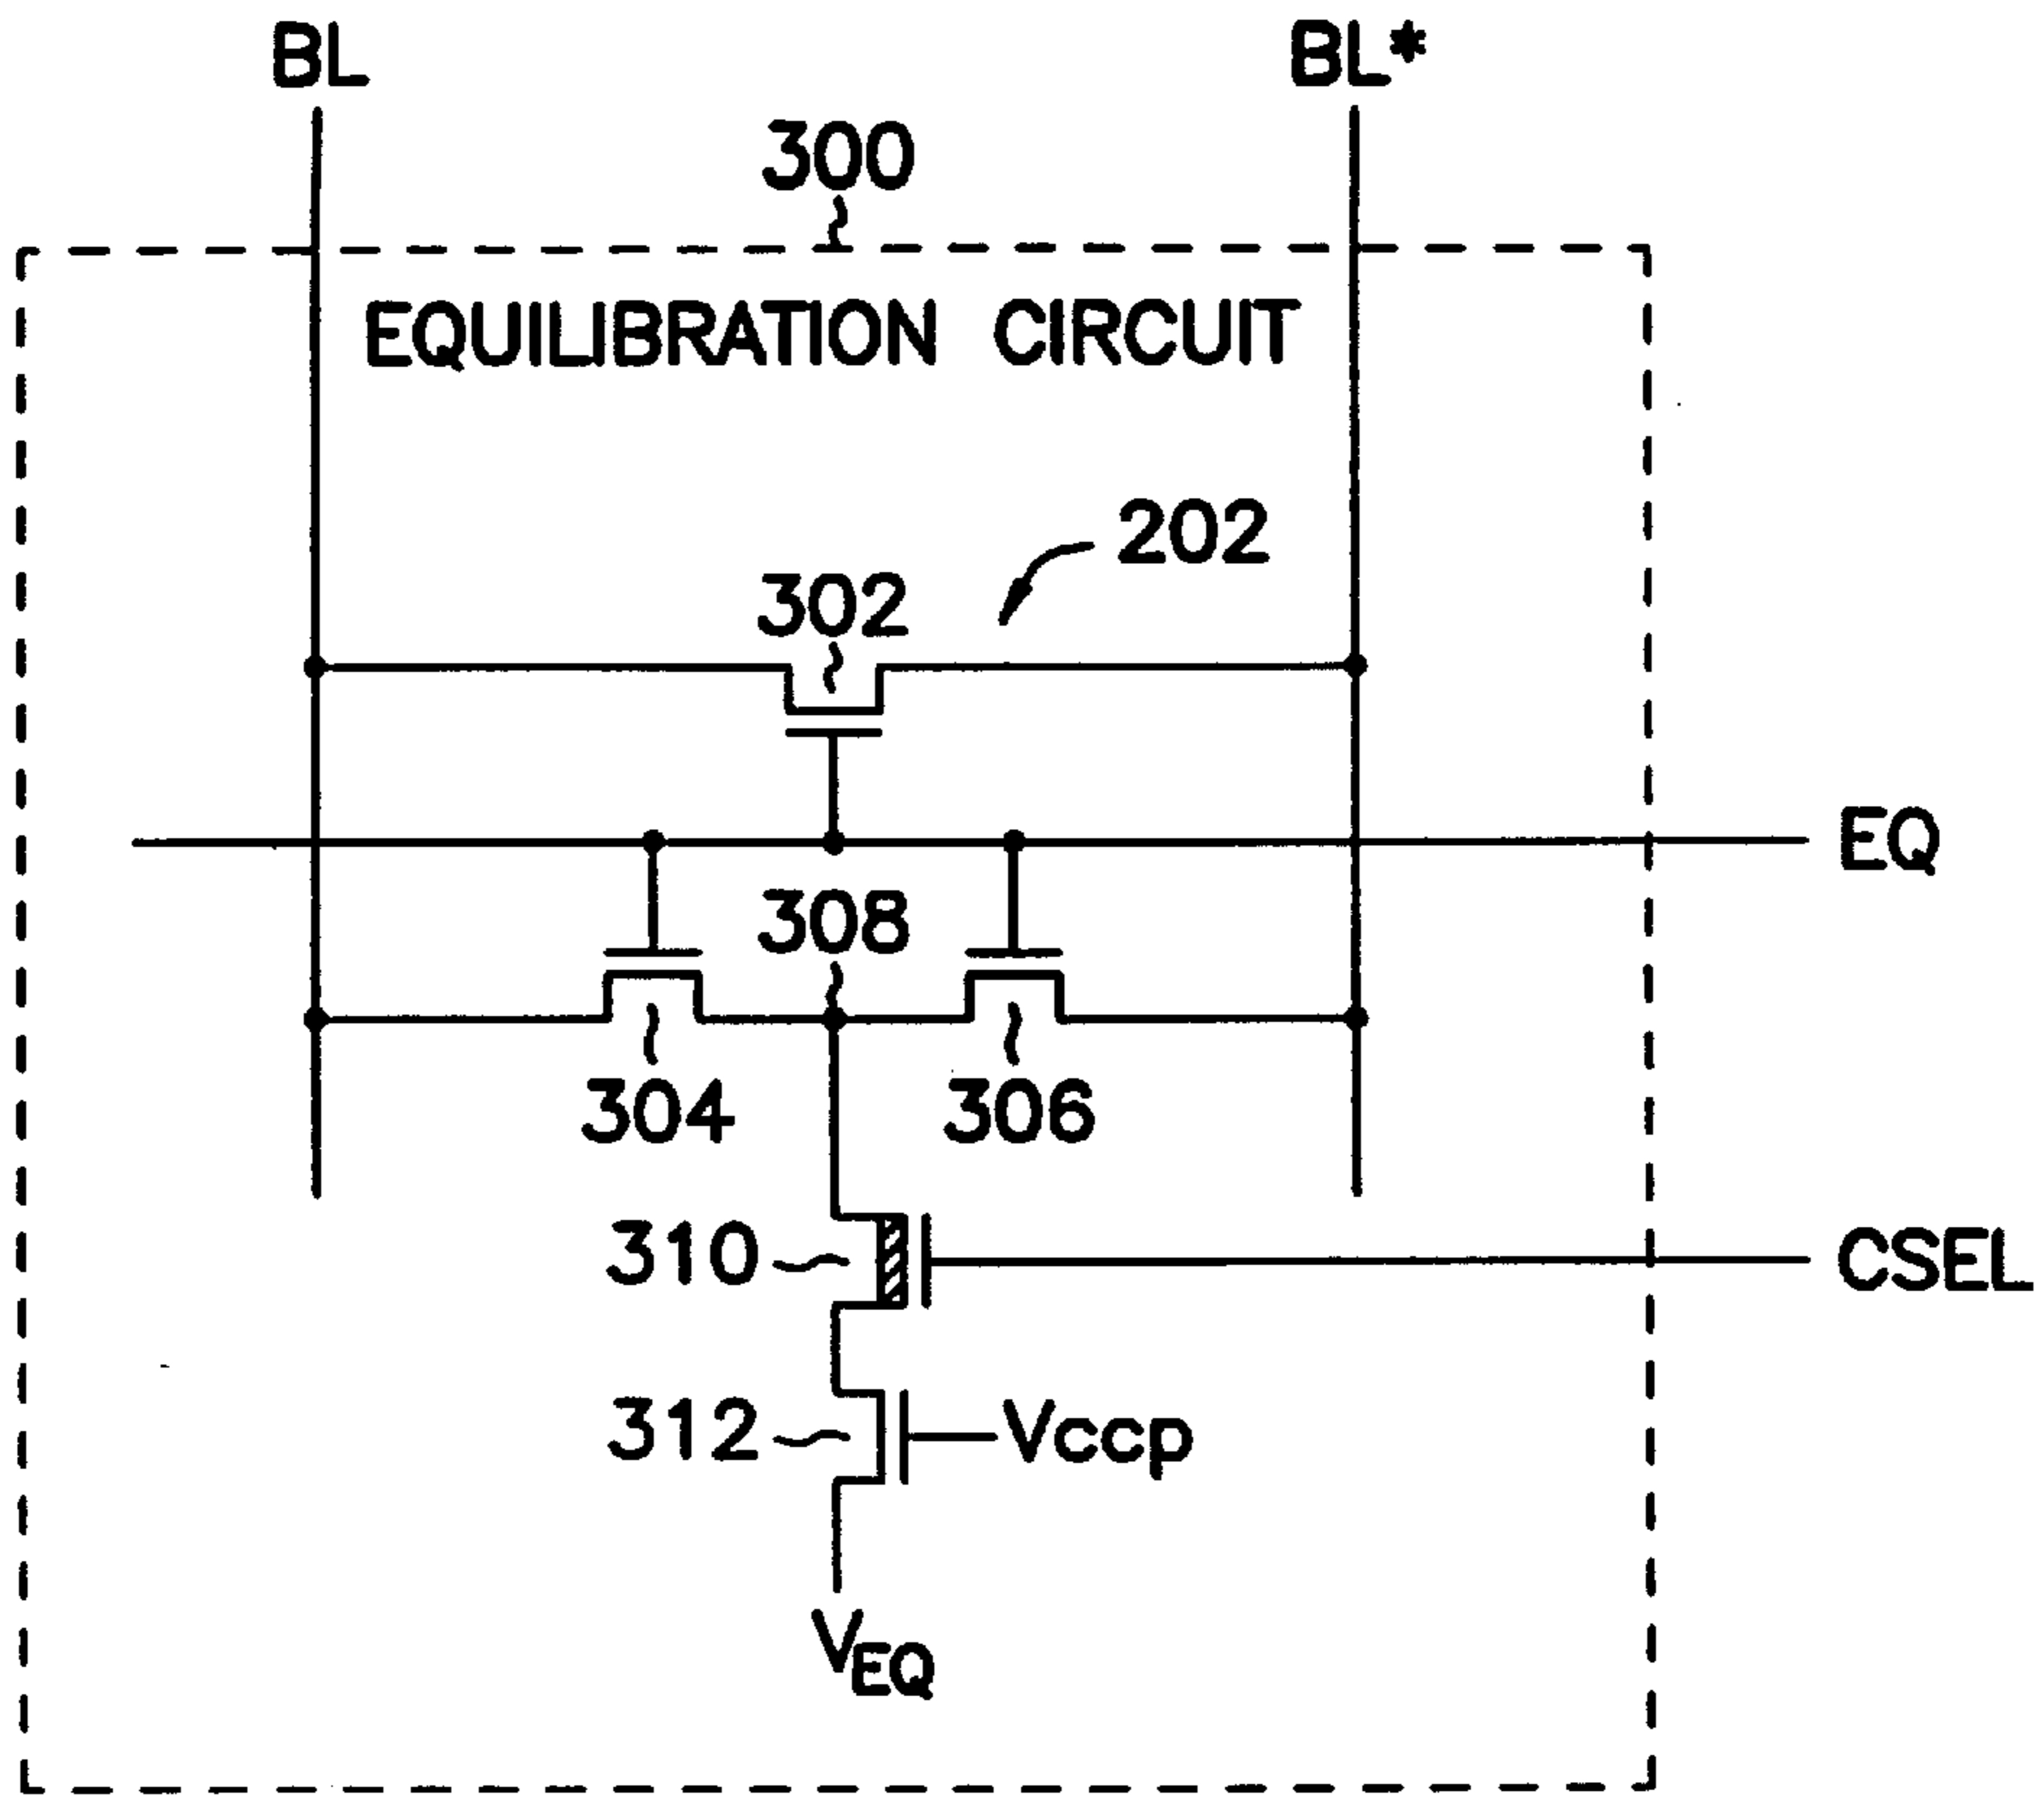 BL
BL*
300
EQUILIBRATION CIRCUIT
202
302
EQ
308
304
306
310
CSEL
312
Vccp
VEQ